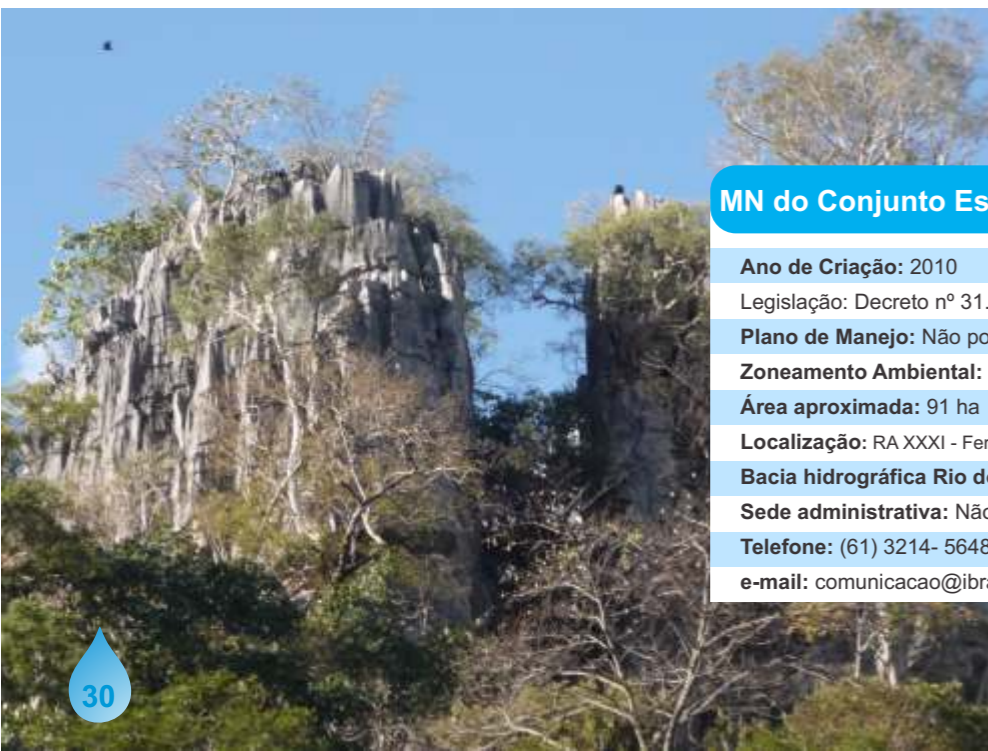 MN do Conjunto Es
Ano de Criação: 2010
Legislação: Decreto nº 31.
Plano de Manejo: Não po
Zoneamento Ambiental:
Área aproximada: 91 ha
Localização: RA XXXI - Fer
Bacia hidrográfica Rio d
Sede administrativa: Não
Telefone: (61) 3214- 5648
e-mail: comunicacao@ibra
30